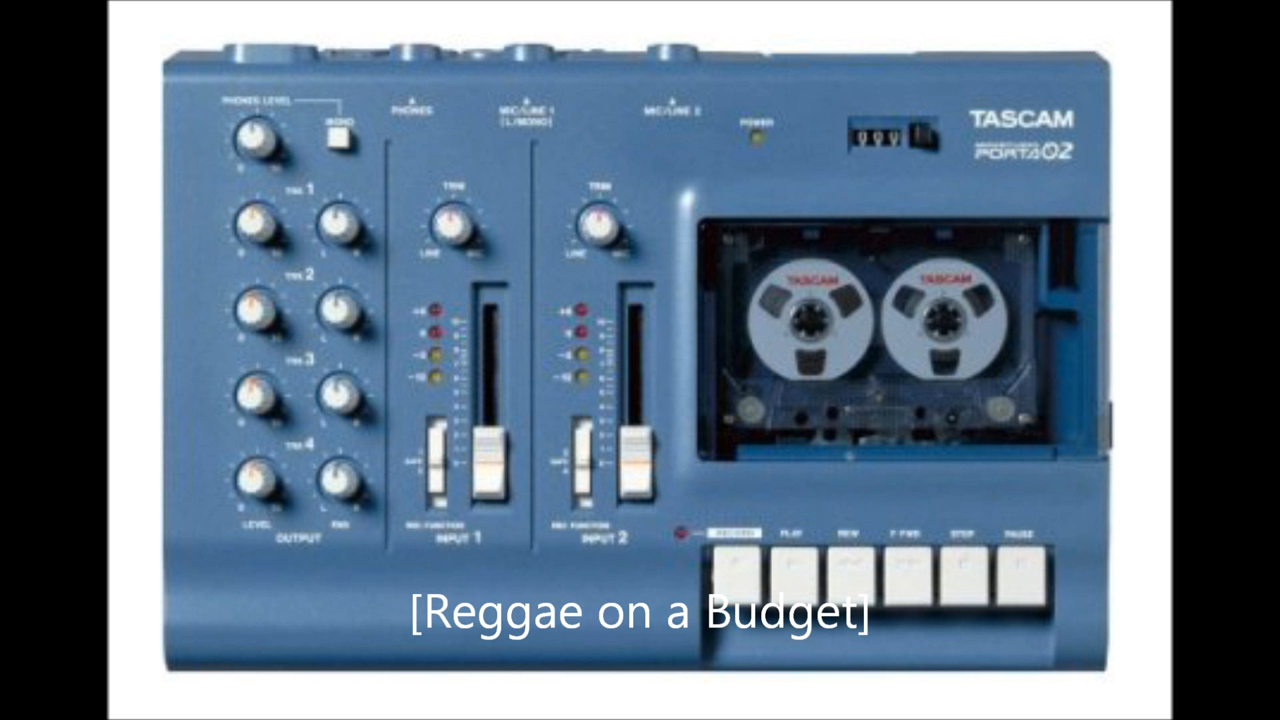 PHONES LEVEL
MONO
PHONES
MIC/LINE 1
(L/MONO)
MIC/LINE 2
POWER
000
TASCAM
MINISTUDIO
PORTA02
TRK 1
TRK 2
TRK 3
TRK 4
LEVEL
PAN
OUTPUT
TRIM
LINE
MIC
TRIM
LINE
MIC
REC FUNCTION
INPUT 1
REC FUNCTION
INPUT 2
TASCAM
TASCAM
RECORD
PLAY
REW
F FWD
STOP
PAUSE
[Reggae on a Budget]